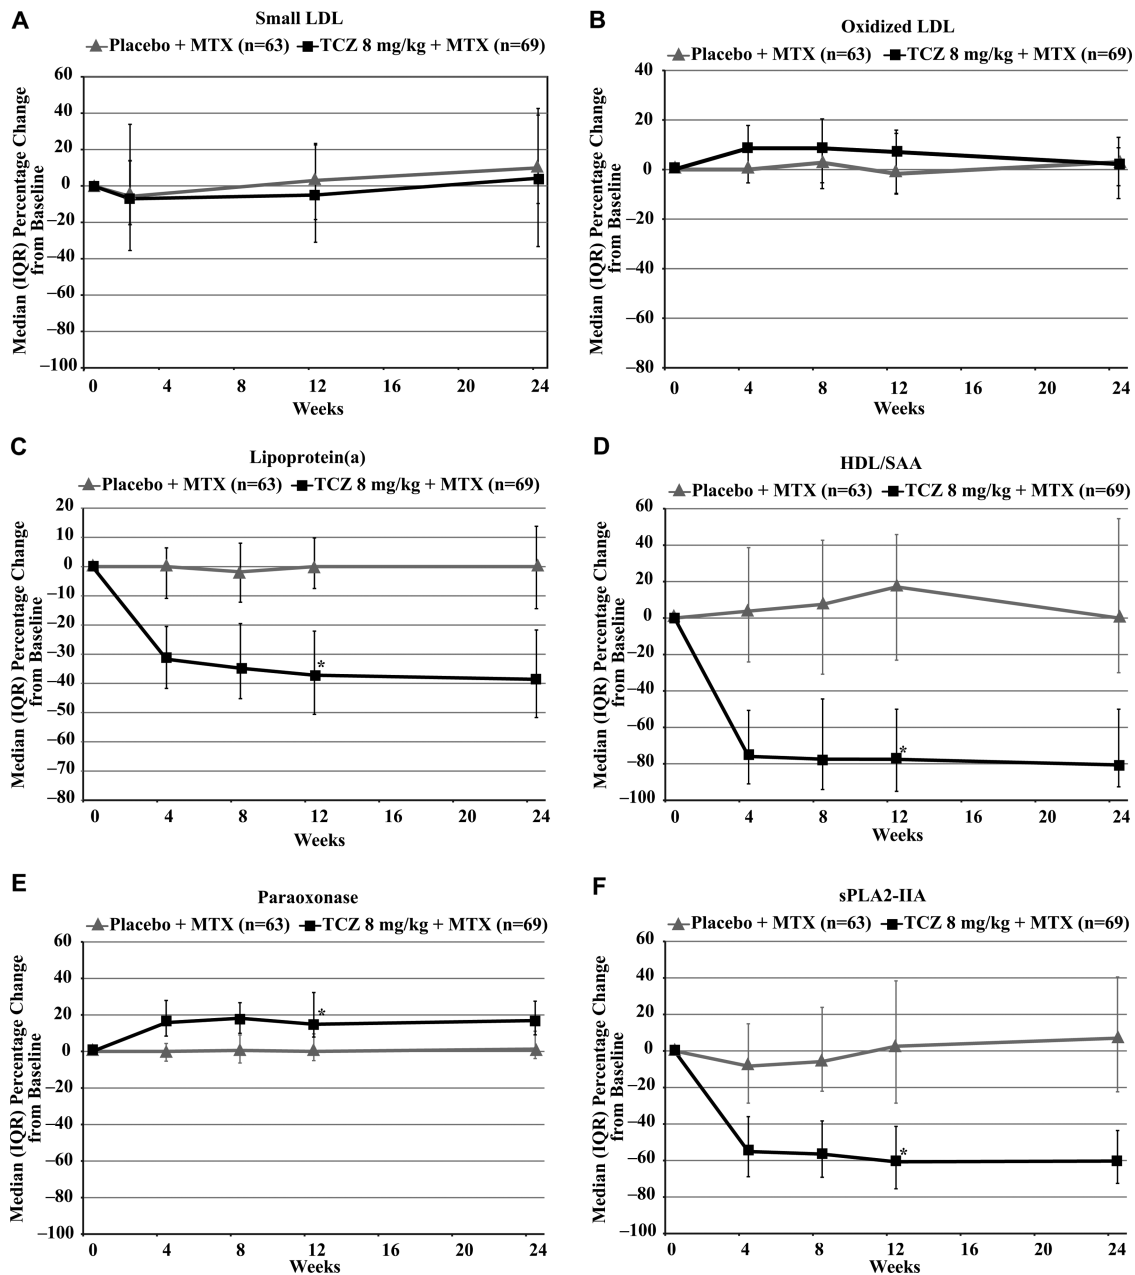 A
Small LDL
Placebo + MTX (n=63) TCZ 8 mg/kg + MTX (n=69)
Median (IQR) Percentage Change
from Baseline
60
40
20
0
–20
–40
–60
–80
–100
0 4 8 12 16 20 24
Weeks
B
Oxidized LDL
Placebo + MTX (n=63) TCZ 8 mg/kg + MTX (n=69)
Median (IQR) Percentage Change
from Baseline
40
20
0
–20
–40
–60
–80
0 4 8 12 16 20 24
Weeks
C
Lipoprotein(a)
Placebo + MTX (n=63) TCZ 8 mg/kg + MTX (n=69)
Median (IQR) Percentage Change
from Baseline
20
10
0
–10
–20
–30
–40
–50
–60
–70
–80
*
0 4 8 12 16 20 24
Weeks
D
HDL/SAA
Placebo + MTX (n=63) TCZ 8 mg/kg + MTX (n=69)
Median (IQR) Percentage Change
from Baseline
60
40
20
0
–20
–40
–60
–80
–100
*
0 4 8 12 16 20 24
Weeks
E
Paraoxonase
Placebo + MTX (n=63) TCZ 8 mg/kg + MTX (n=69)
Median (IQR) Percentage Change
from Baseline
60
40
20
0
–20
–40
–60
–80
–100
*
0 4 8 12 16 20 24
Weeks
F
sPLA2-IIA
Placebo + MTX (n=63) TCZ 8 mg/kg + MTX (n=69)
Median (IQR) Percentage Change
from Baseline
60
40
20
0
–20
–40
–60
–80
–100
*
0 4 8 12 16 20 24
Weeks